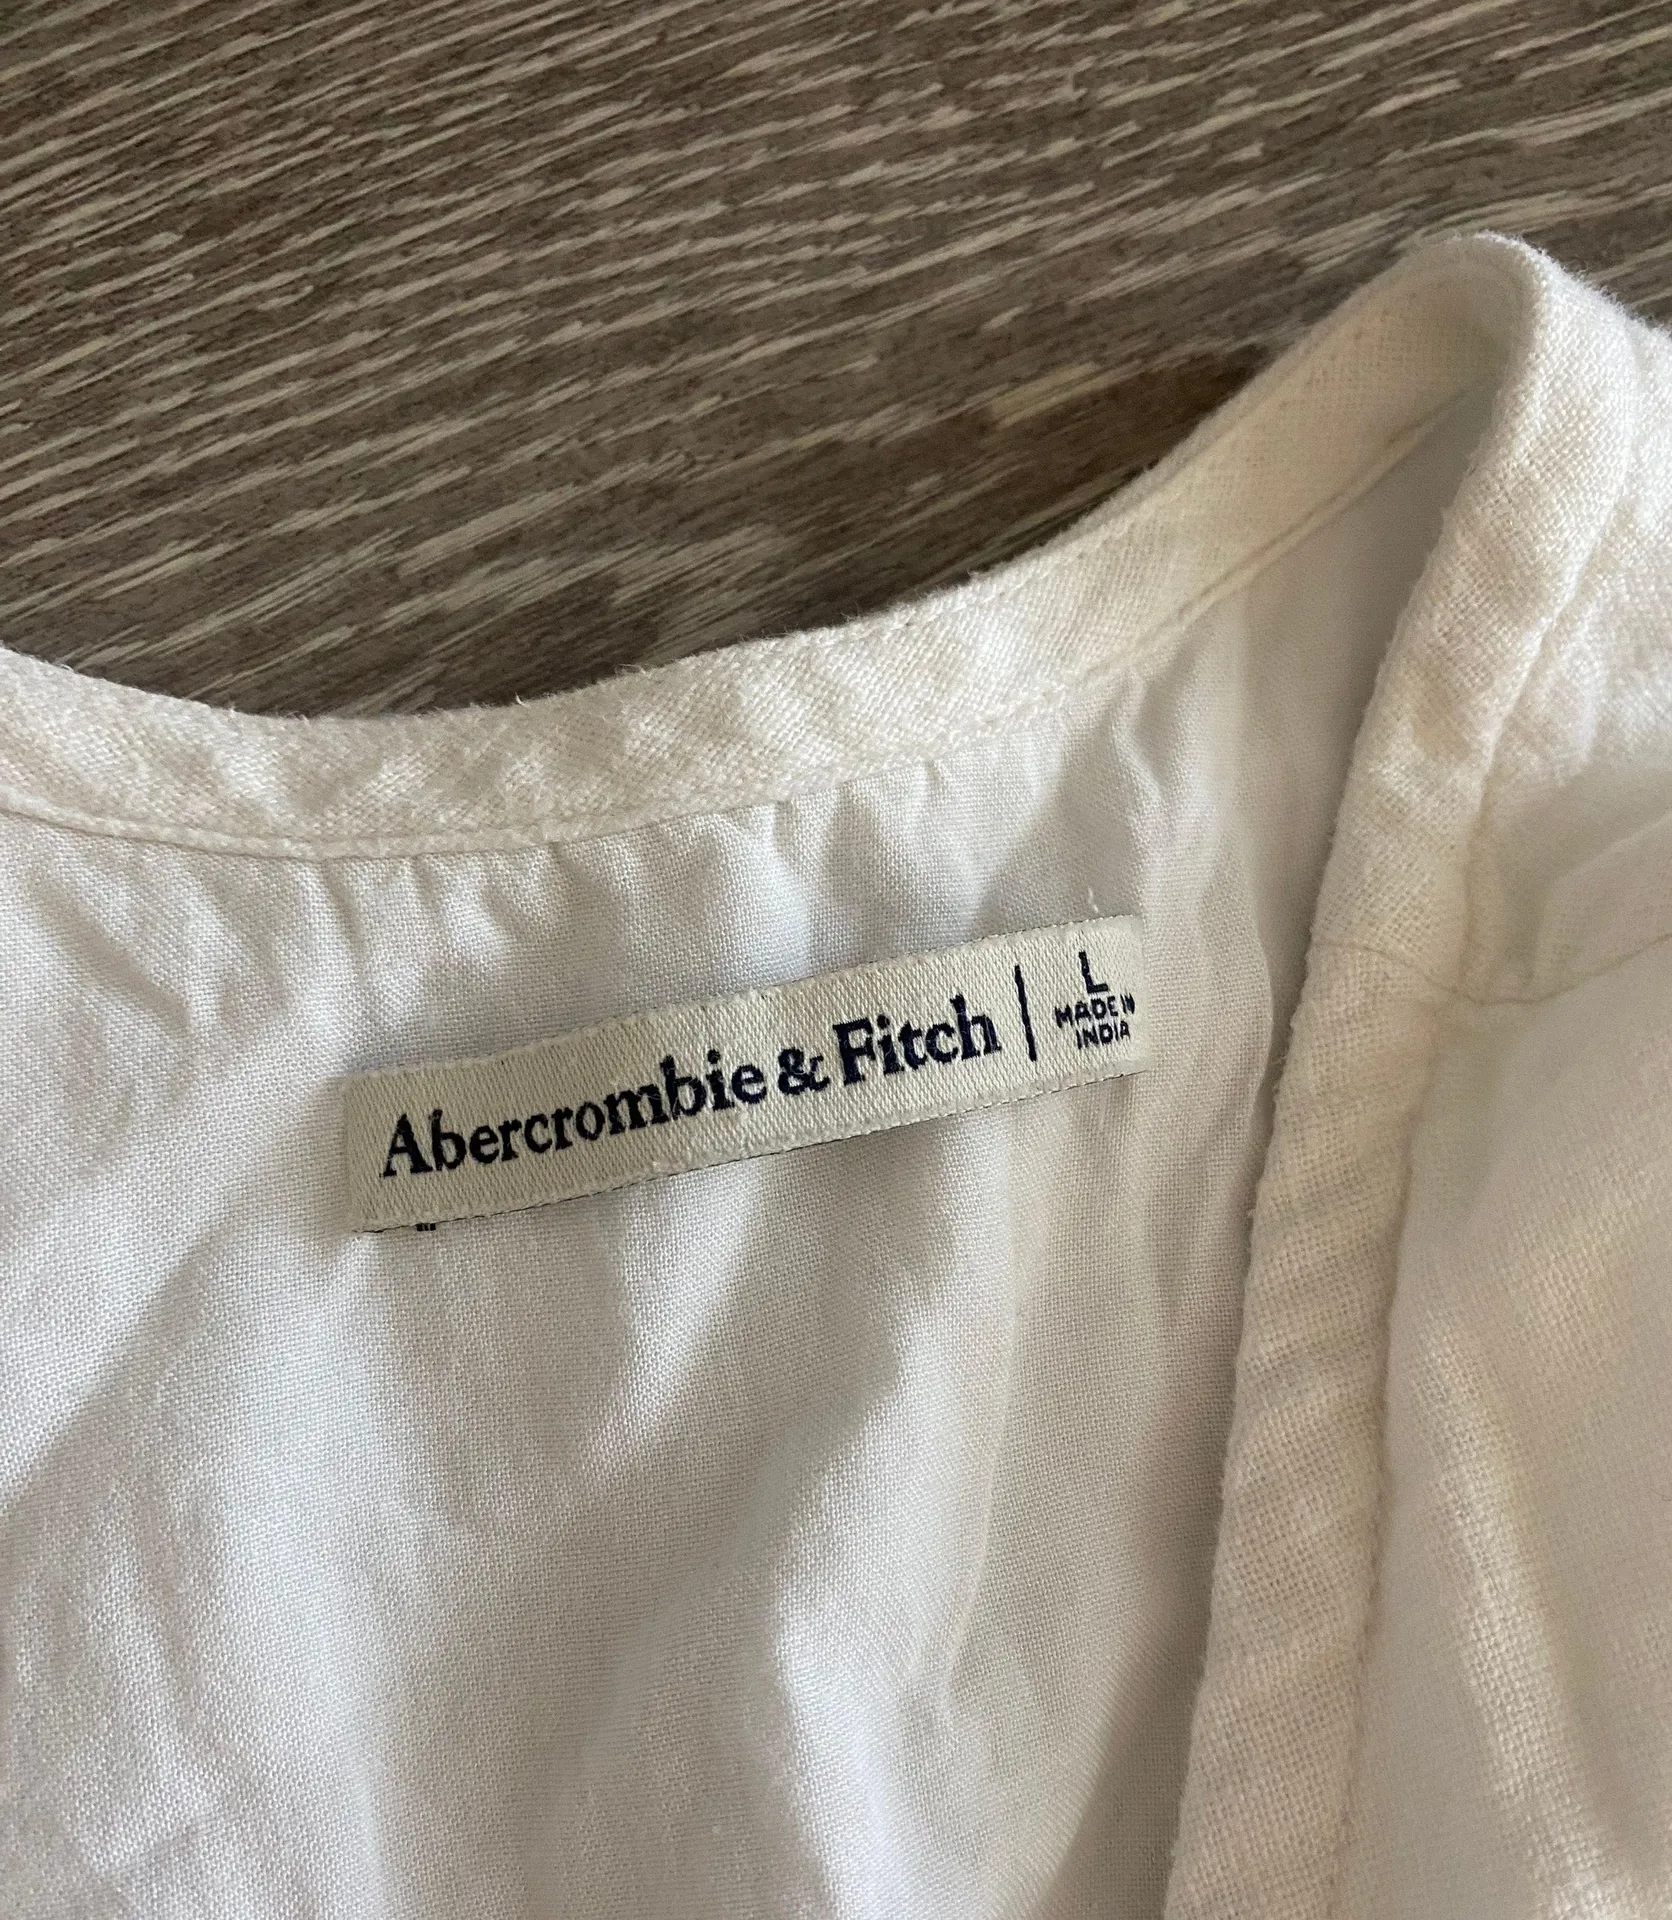 Abercrombie & Fitch | L
MADE IN
INDIA